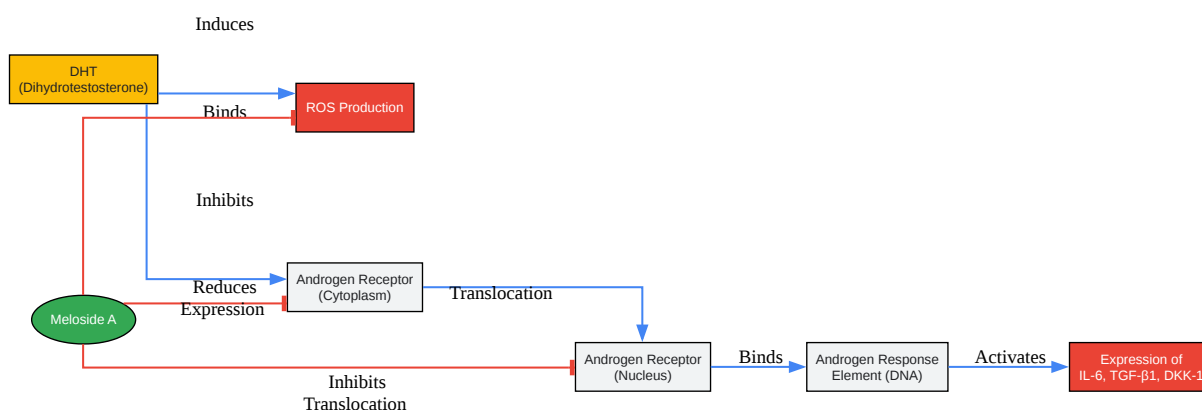 Induces
DHT
(Dihydrotestosterone)
ROS Production
Binds
Inhibits
Androgen Receptor
(Cytoplasm)
Reduces
Expression
Translocation
Meloside A
Androgen Receptor
(Nucleus)
Binds
Androgen Response
Element (DNA)
Activates
Expression of
IL-6, TGF-β1, DKK-1
Inhibits
Translocation